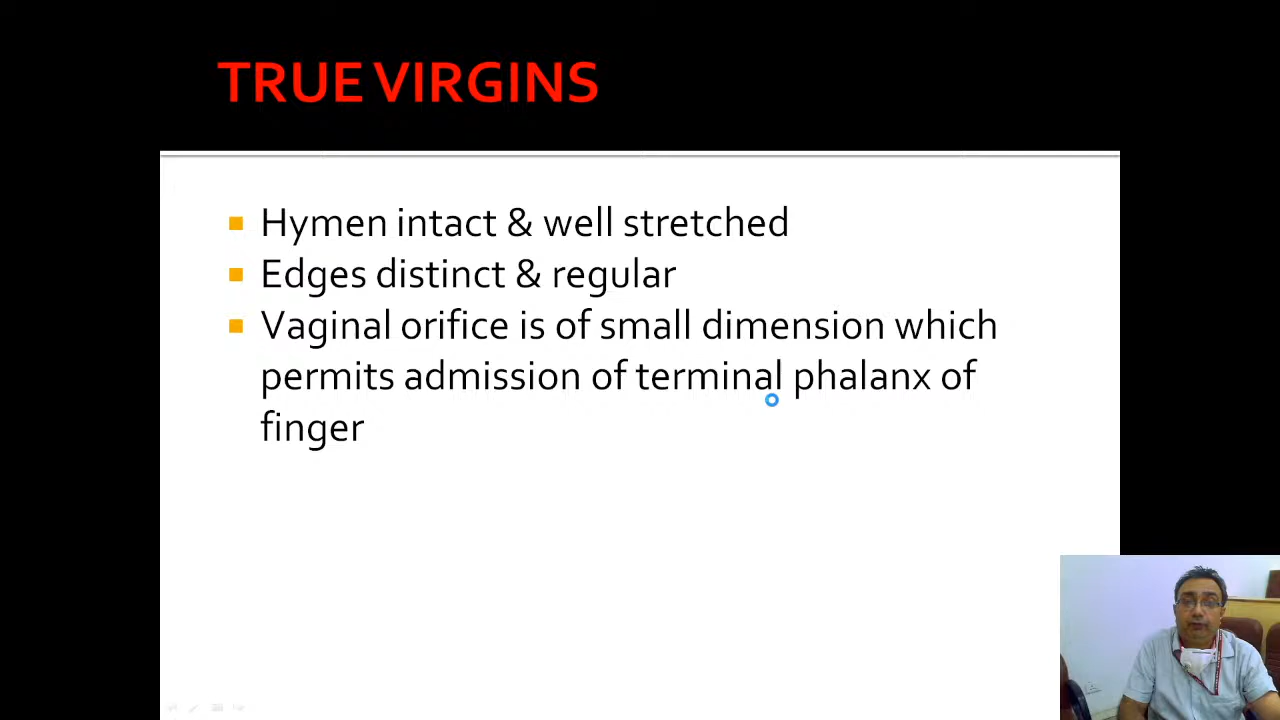 TRUE VIRGINS
Hymen intact & well stretched
Edges distinct & regular
Vaginal orifice is of small dimension which
permits admission of terminal phalanx of
finger